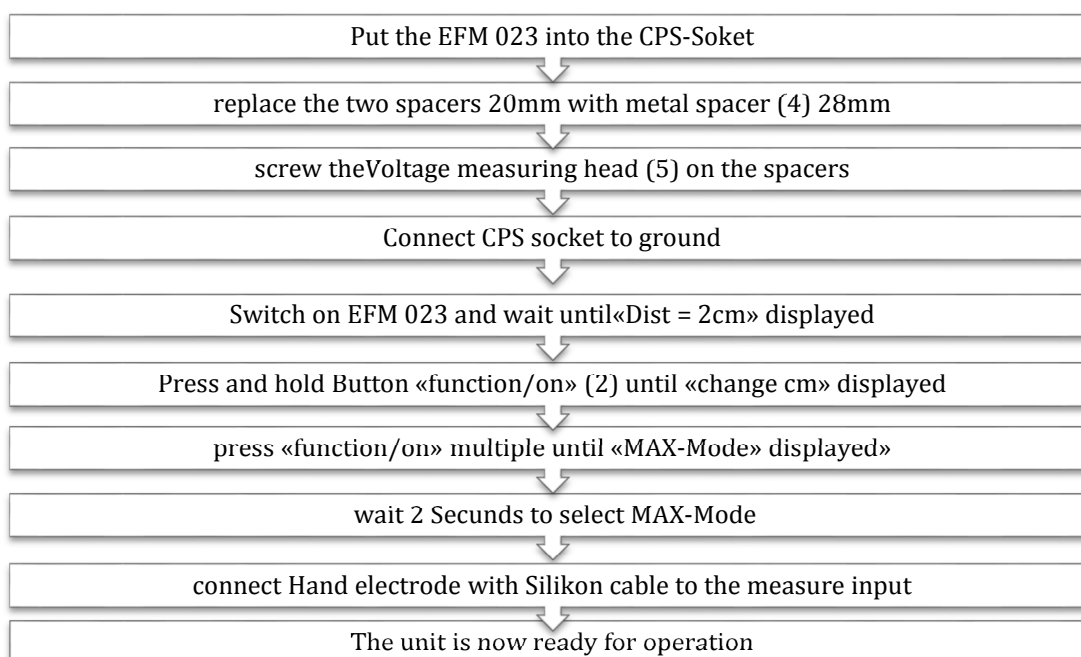 Put the EFM 023 into the CPS-Soket
replace the two spacers 20mm with metal spacer (4) 28mm
screw theVoltage measuring head (5) on the spacers
Connect CPS socket to ground
Switch on EFM 023 and wait until«Dist = 2cm» displayed
Press and hold Button «function/on» (2) until «change cm» displayed
press «function/on» multiple until «MAX-Mode» displayed»
wait 2 Secunds to select MAX-Mode
connect Hand electrode with Silikon cable to the measure input
The unit is now ready for operation